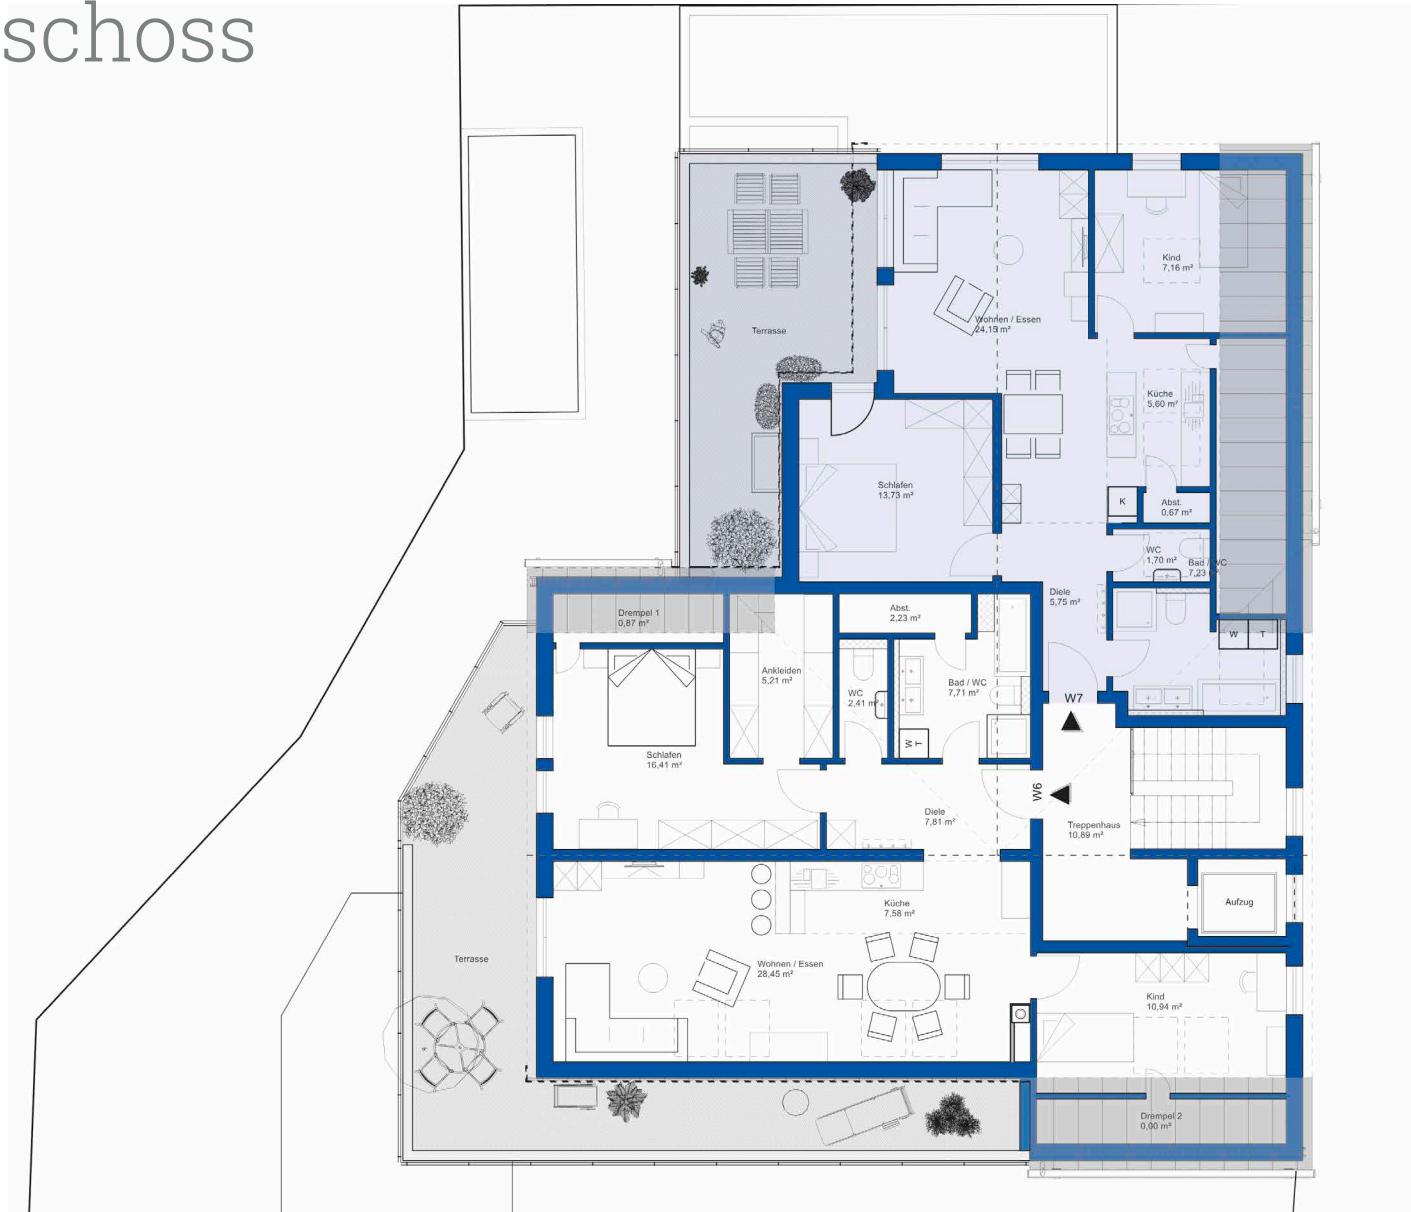 schoss
Kind
7,16 m²
Wohnen / Essen
24,15 m²
Terrasse
Küche
5,60 m²
Schlafen
13,73 m²
K
Abst.
0,67 m²
WC
1,70 m²
Bad / WC
7,23 m²
Diele
5,75 m²
Drempel 1
0,87 m²
Abst.
2,23 m²
W T
Ankleiden
5,21 m²
Bad / WC
7,71 m²
WC
2,41 m²
W7
W T
Schlafen
16,41 m²
W6
Diele
7,81 m²
Treppenhaus
10,89 m²
Küche
7,58 m²
Aufzug
Terrasse
Wohnen / Essen
28,45 m²
Kind
10,94 m²
Drempel 2
0,00 m²